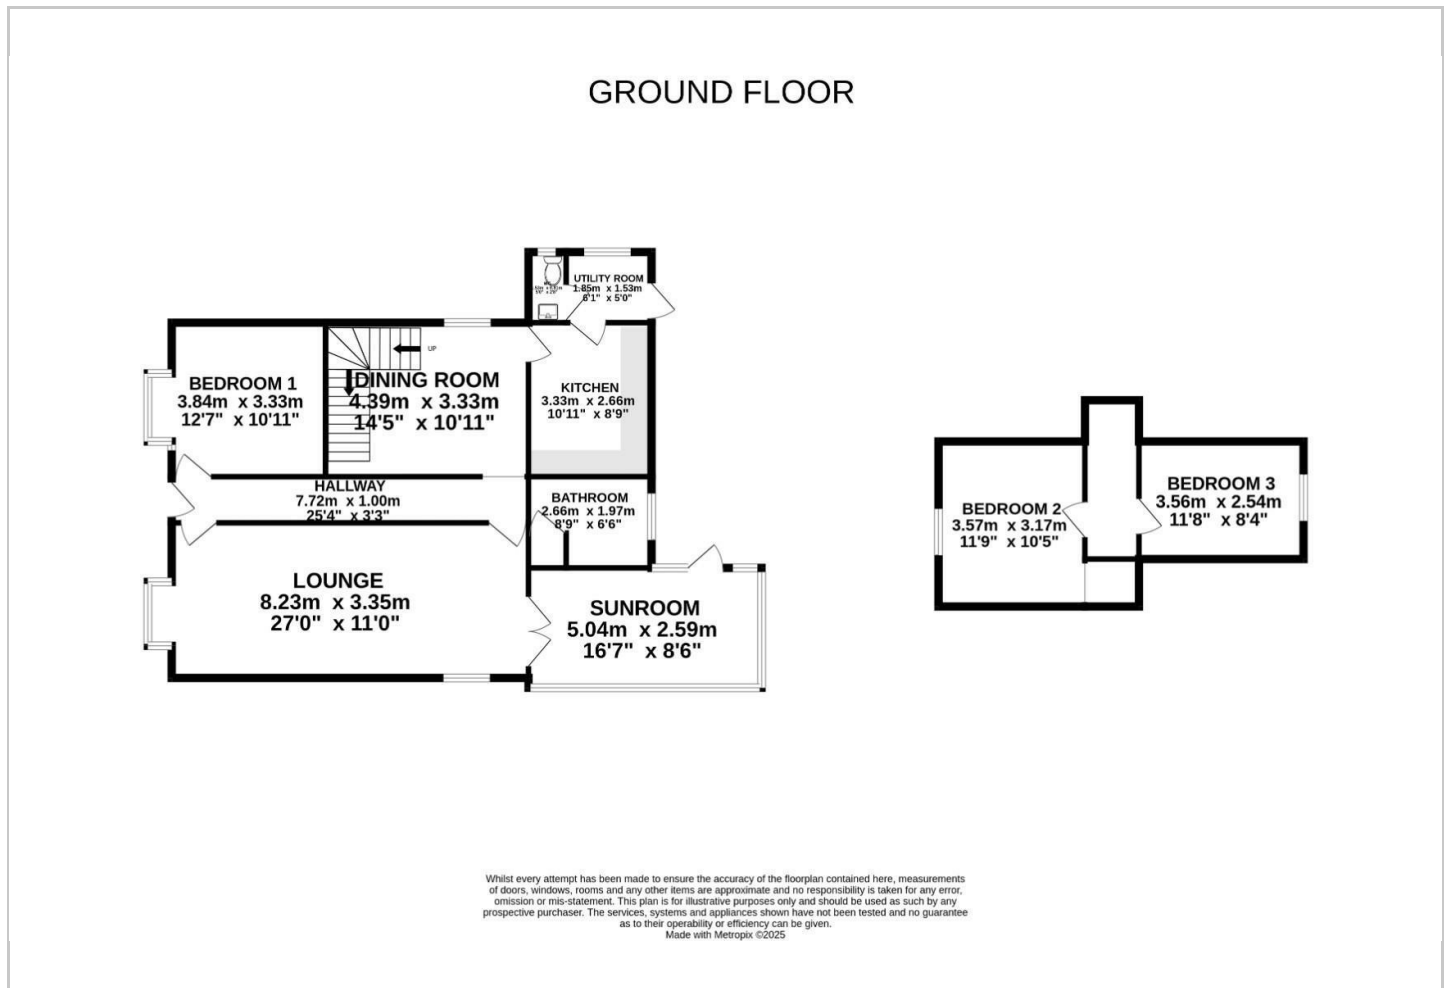 GROUND FLOOR
UTILITY ROOM
1.85m x 1.53m
6'1" x 5'0"
UP
BEDROOM 1
3.84m x 3.33m
12'7" x 10'11"
DINING ROOM
4.39m x 3.33m
14'5" x 10'11"
KITCHEN
3.33m x 2.66m
10'11" x 8'9"
HALLWAY
7.72m x 1.00m
25'4" x 3'3"
BATHROOM
2.66m x 1.97m
8'9" x 6'6"
LOUNGE
8.23m x 3.35m
27'0" x 11'0"
SUNROOM
5.04m x 2.59m
16'7" x 8'6"
BEDROOM 2
3.57m x 3.17m
11'9" x 10'5"
BEDROOM 3
3.56m x 2.54m
11'8" x 8'4"
Whilst every attempt has been made to ensure the accuracy of the floorplan contained here, measurements
of doors, windows, rooms and any other items are approximate and no responsibility is taken for any error,
omission or mis-statement. This plan is for illustrative purposes only and should be used as such by any
prospective purchaser. The services, systems and appliances shown have not been tested and no guarantee
as to their operability or efficiency can be given.
Made with Metropix ©2025